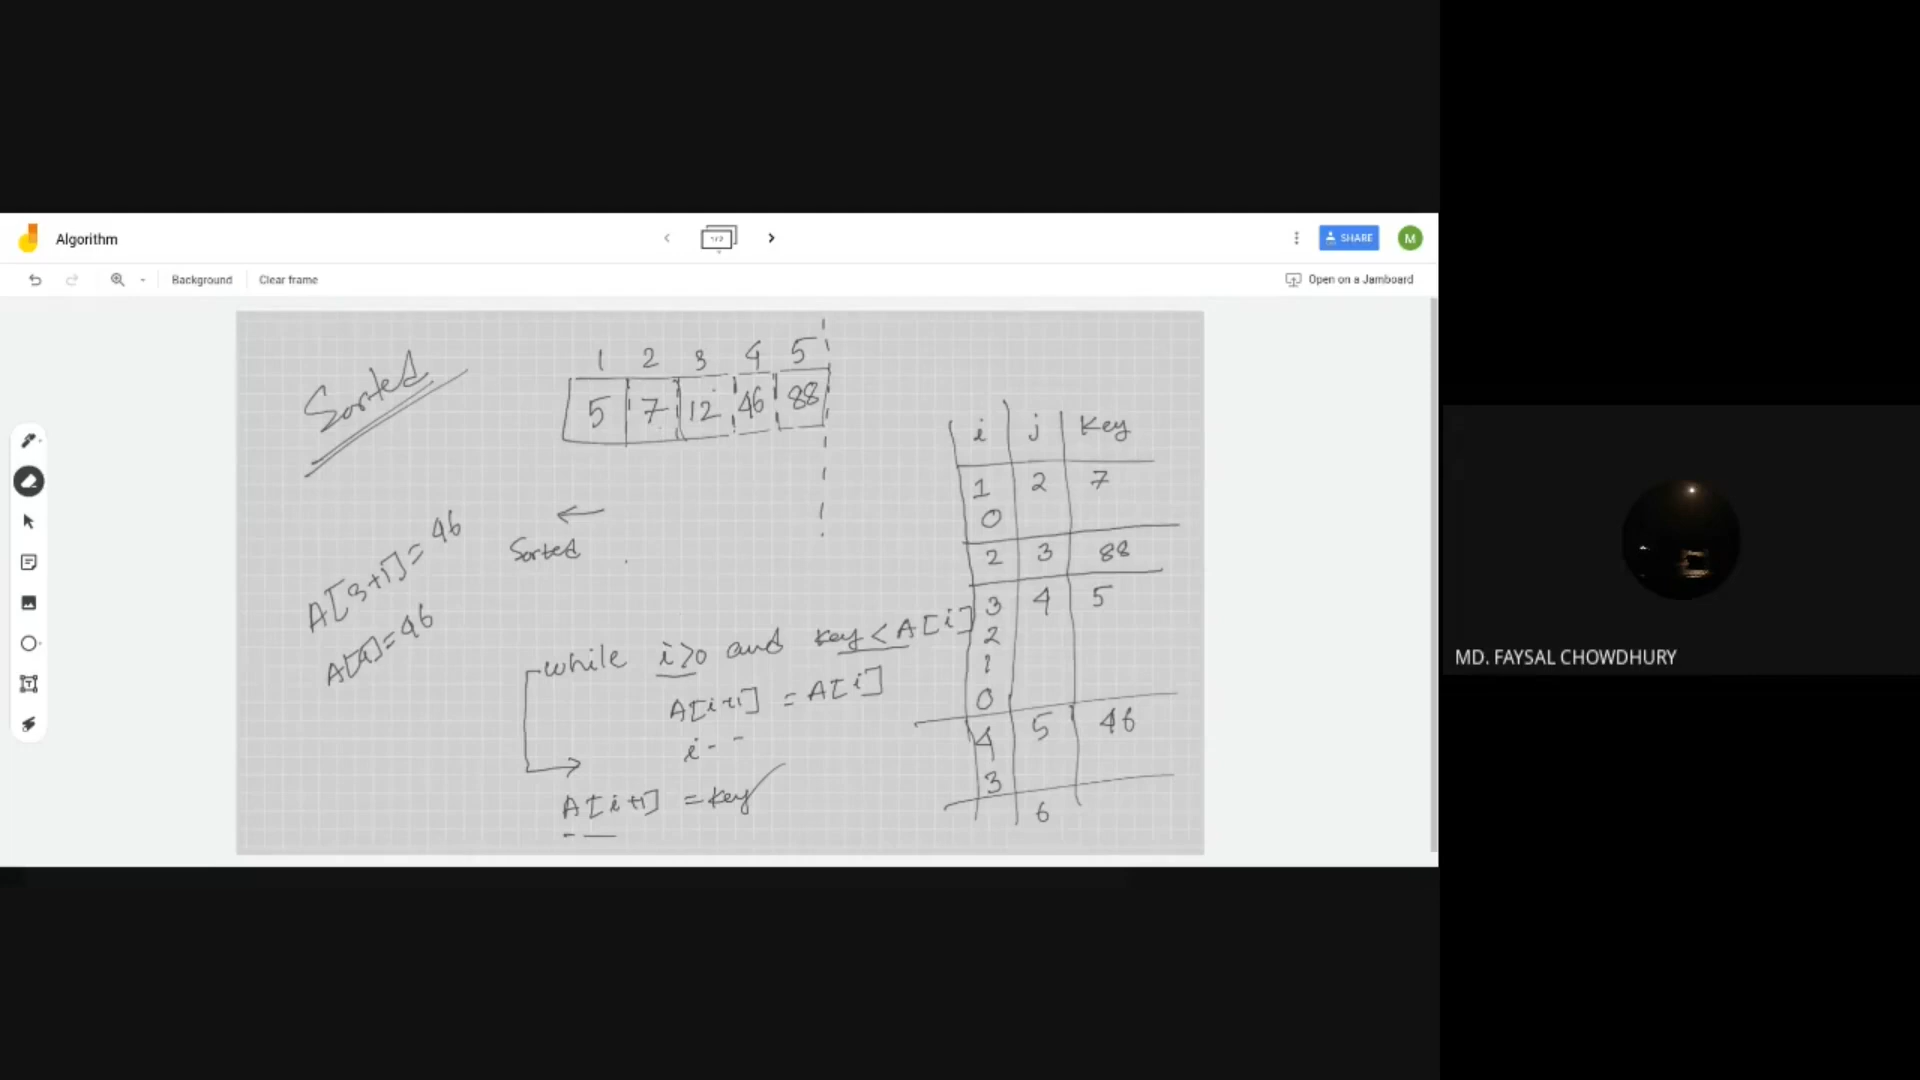 Algorithm
1/2
SHARE
M
Background
Clear frame
Open on a Jamboard
Sorted
1 2 3 4 5
5 7 12 46 88
i j Key
1 2 7
0
2 3 88
3 4 5
2
1
0
4 5 46
3
6
←
Sorted
A[3+1] = 46
A[4] = 46
while i>0 and key < A[i]
A[i+1] = A[i]
i--
A[i+1] = key
MD. FAYSAL CHOWDHURY